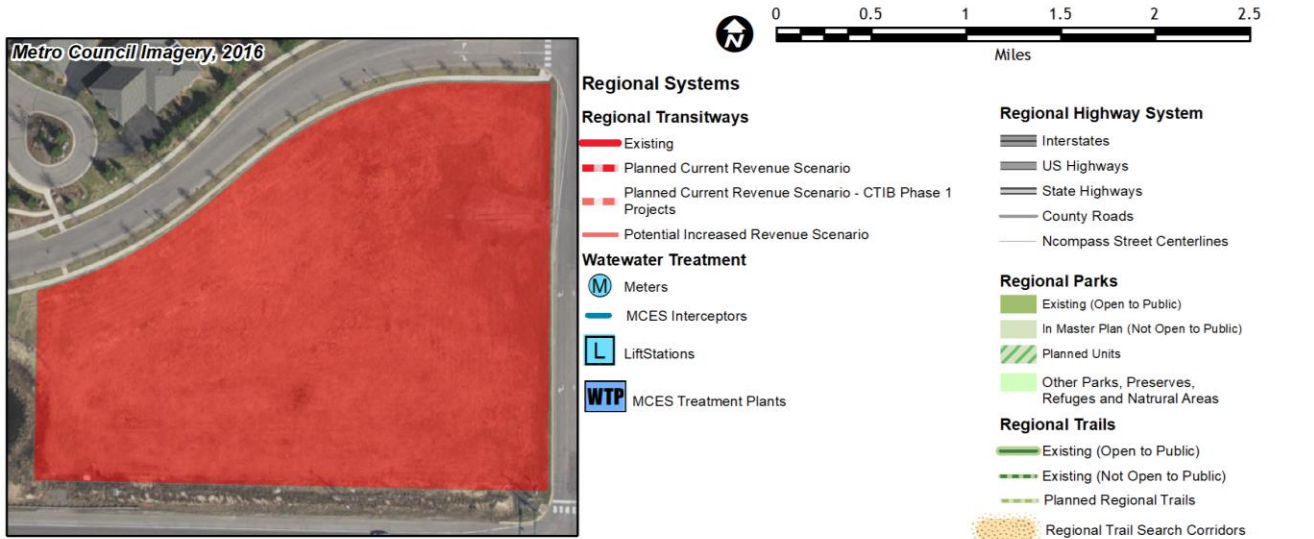 Metro Council Imagery, 2016
N
0 0.5 1 1.5 2 2.5
Miles
Regional Systems
Regional Transitways
Existing
Planned Current Revenue Scenario
Planned Current Revenue Scenario - CTIB Phase 1
Projects
Potential Increased Revenue Scenario
Watewater Treatment
M Meters
MCES Interceptors
L LiftStations
WTP MCES Treatment Plants
Regional Highway System
Interstates
US Highways
State Highways
County Roads
Ncompass Street Centerlines
Regional Parks
Existing (Open to Public)
In Master Plan (Not Open to Public)
Planned Units
Other Parks, Preserves,
Refuges and Natrural Areas
Regional Trails
Existing (Open to Public)
Existing (Not Open to Public)
Planned Regional Trails
Regional Trail Search Corridors